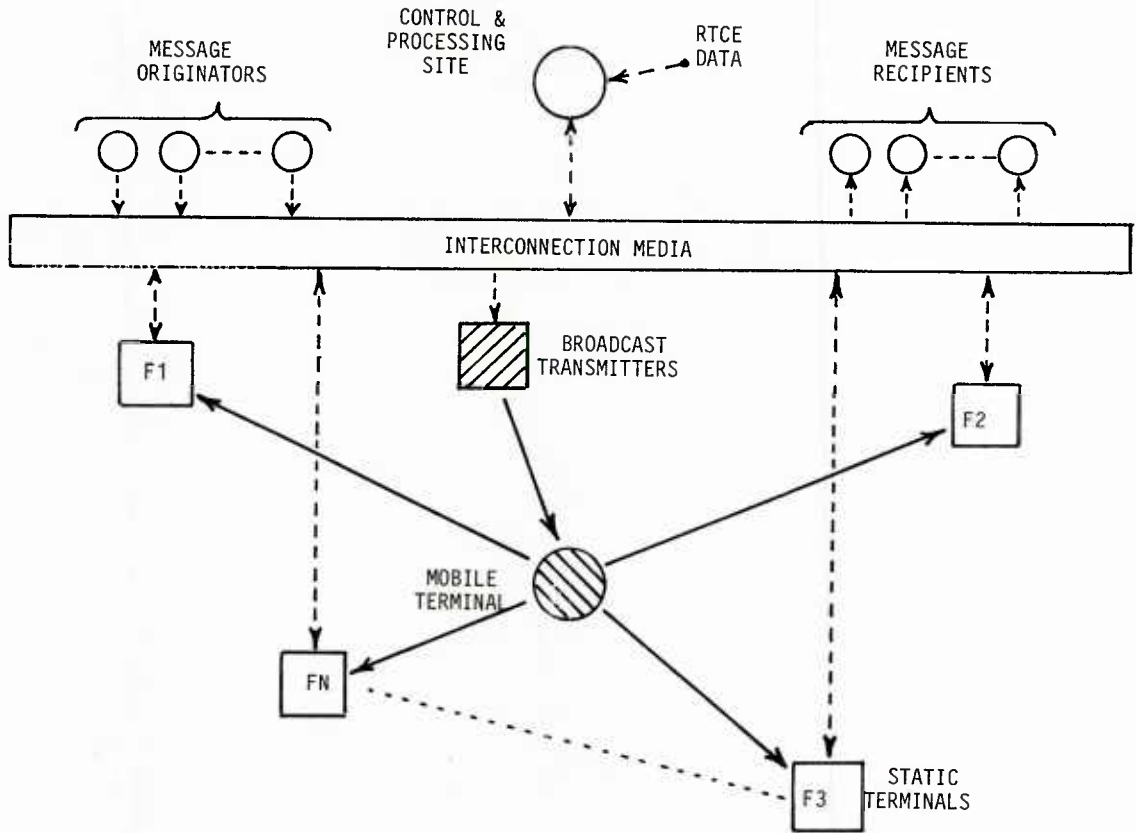 CONTROL &
PROCESSING
SITE
RTCE
DATA
MESSAGE
ORIGINATORS
MESSAGE
RECIPIENTS
INTERCONNECTION MEDIA
F1
BROADCAST
TRANSMITTERS
F2
MOBILE
TERMINAL
FN
F3
STATIC
TERMINALS